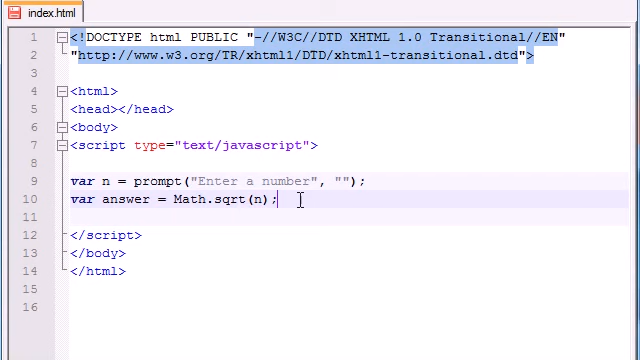 index.html
1 <!DOCTYPE html PUBLIC "-//W3C//DTD XHTML 1.0 Transitional//EN"
2 "http://www.w3.org/TR/xhtml1/DTD/xhtml1-transitional.dtd">
3
4 <html>
5 <head></head>
6 <body>
7 <script type="text/javascript">
8
9 var n = prompt("Enter a number", "");
10 var answer = Math.sqrt(n);
11
12 </script>
13 </body>
14 </html>
15
16